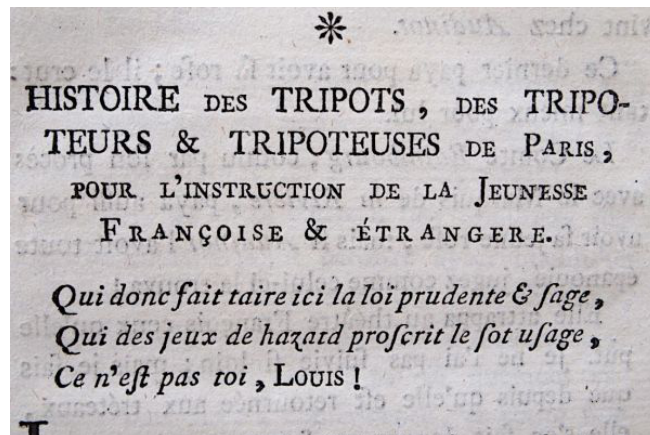 HISTOIRE DES TRIPOTS, DES TRIPO-
TEURS & TRIPOTEUSES DE PARIS,
POUR L'INSTRUCTION DE LA JEUNESSE
FRANÇOISE & ÉTRANGERE.
Qui donc fait taire ici la loi prudente & ſage,
Qui des jeux de hazard proſcrit le ſot uſage,
Ce n'eſt pas toi, LOUIS!